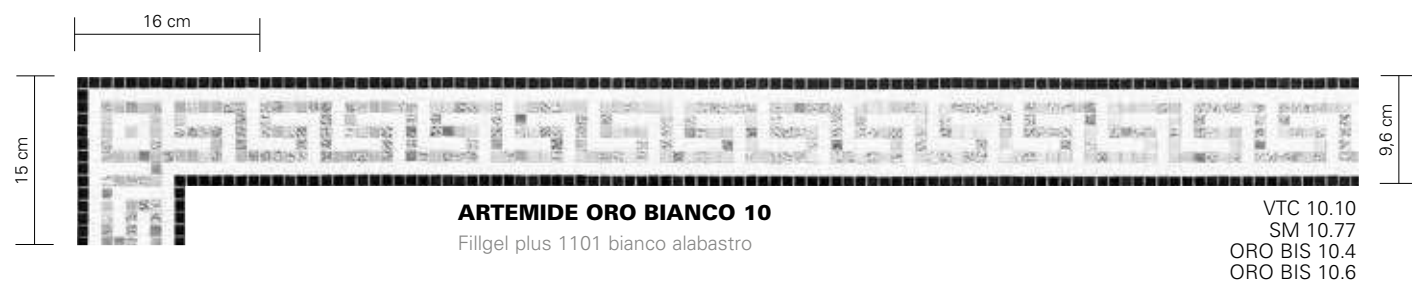 16 cm
15 cm
9,6 cm
ARTEMIDE ORO BIANCO 10
Fillgel plus 1101 bianco alabastro
VTC 10.10
SM 10.77
ORO BIS 10.4
ORO BIS 10.6